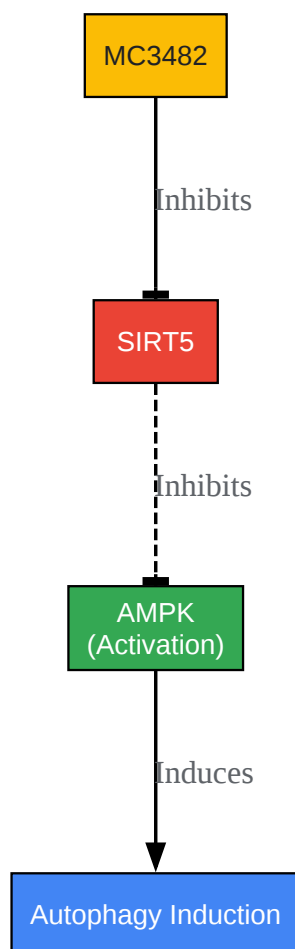 MC3482
Inhibits
SIRT5
Inhibits
AMPK
(Activation)
Induces
Autophagy Induction